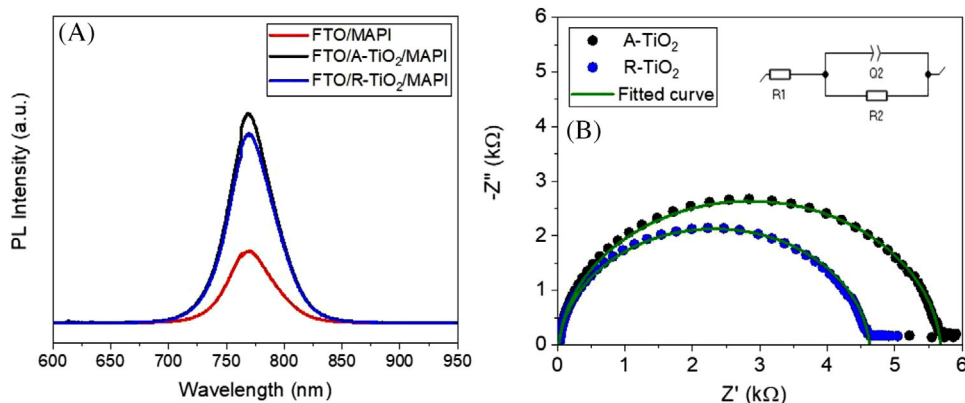 (A)
FTO/MAPI
FTO/A-TiO₂/MAPI
FTO/R-TiO₂/MAPI
PL Intensity (a.u.)
600 650 700 750 800 850 900 950
Wavelength (nm)
(B)
A-TiO₂
R-TiO₂
Fitted curve
R1
Q2
R2
-Z'' (kΩ)
-6
-5
-4
-3
-2
-1
0
0 1 2 3 4 5 6
Z' (kΩ)